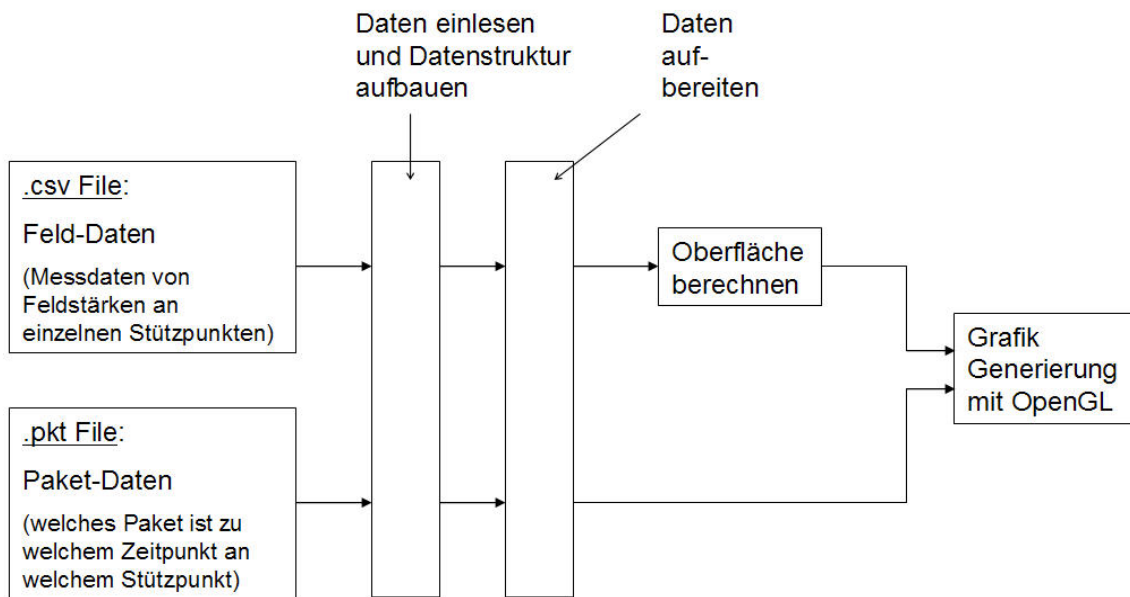 Daten einlesen
und Datenstruktur
aufbauen
Daten
auf-
bereiten
.csv File:
Feld-Daten
(Messdaten von
Feldstärken an
einzelnen Stützpunkten)
Oberfläche
berechnen
Grafik
Generierung
mit OpenGL
.pkt File:
Paket-Daten
(welches Paket ist zu
welchem Zeitpunkt an
welchem Stützpunkt)